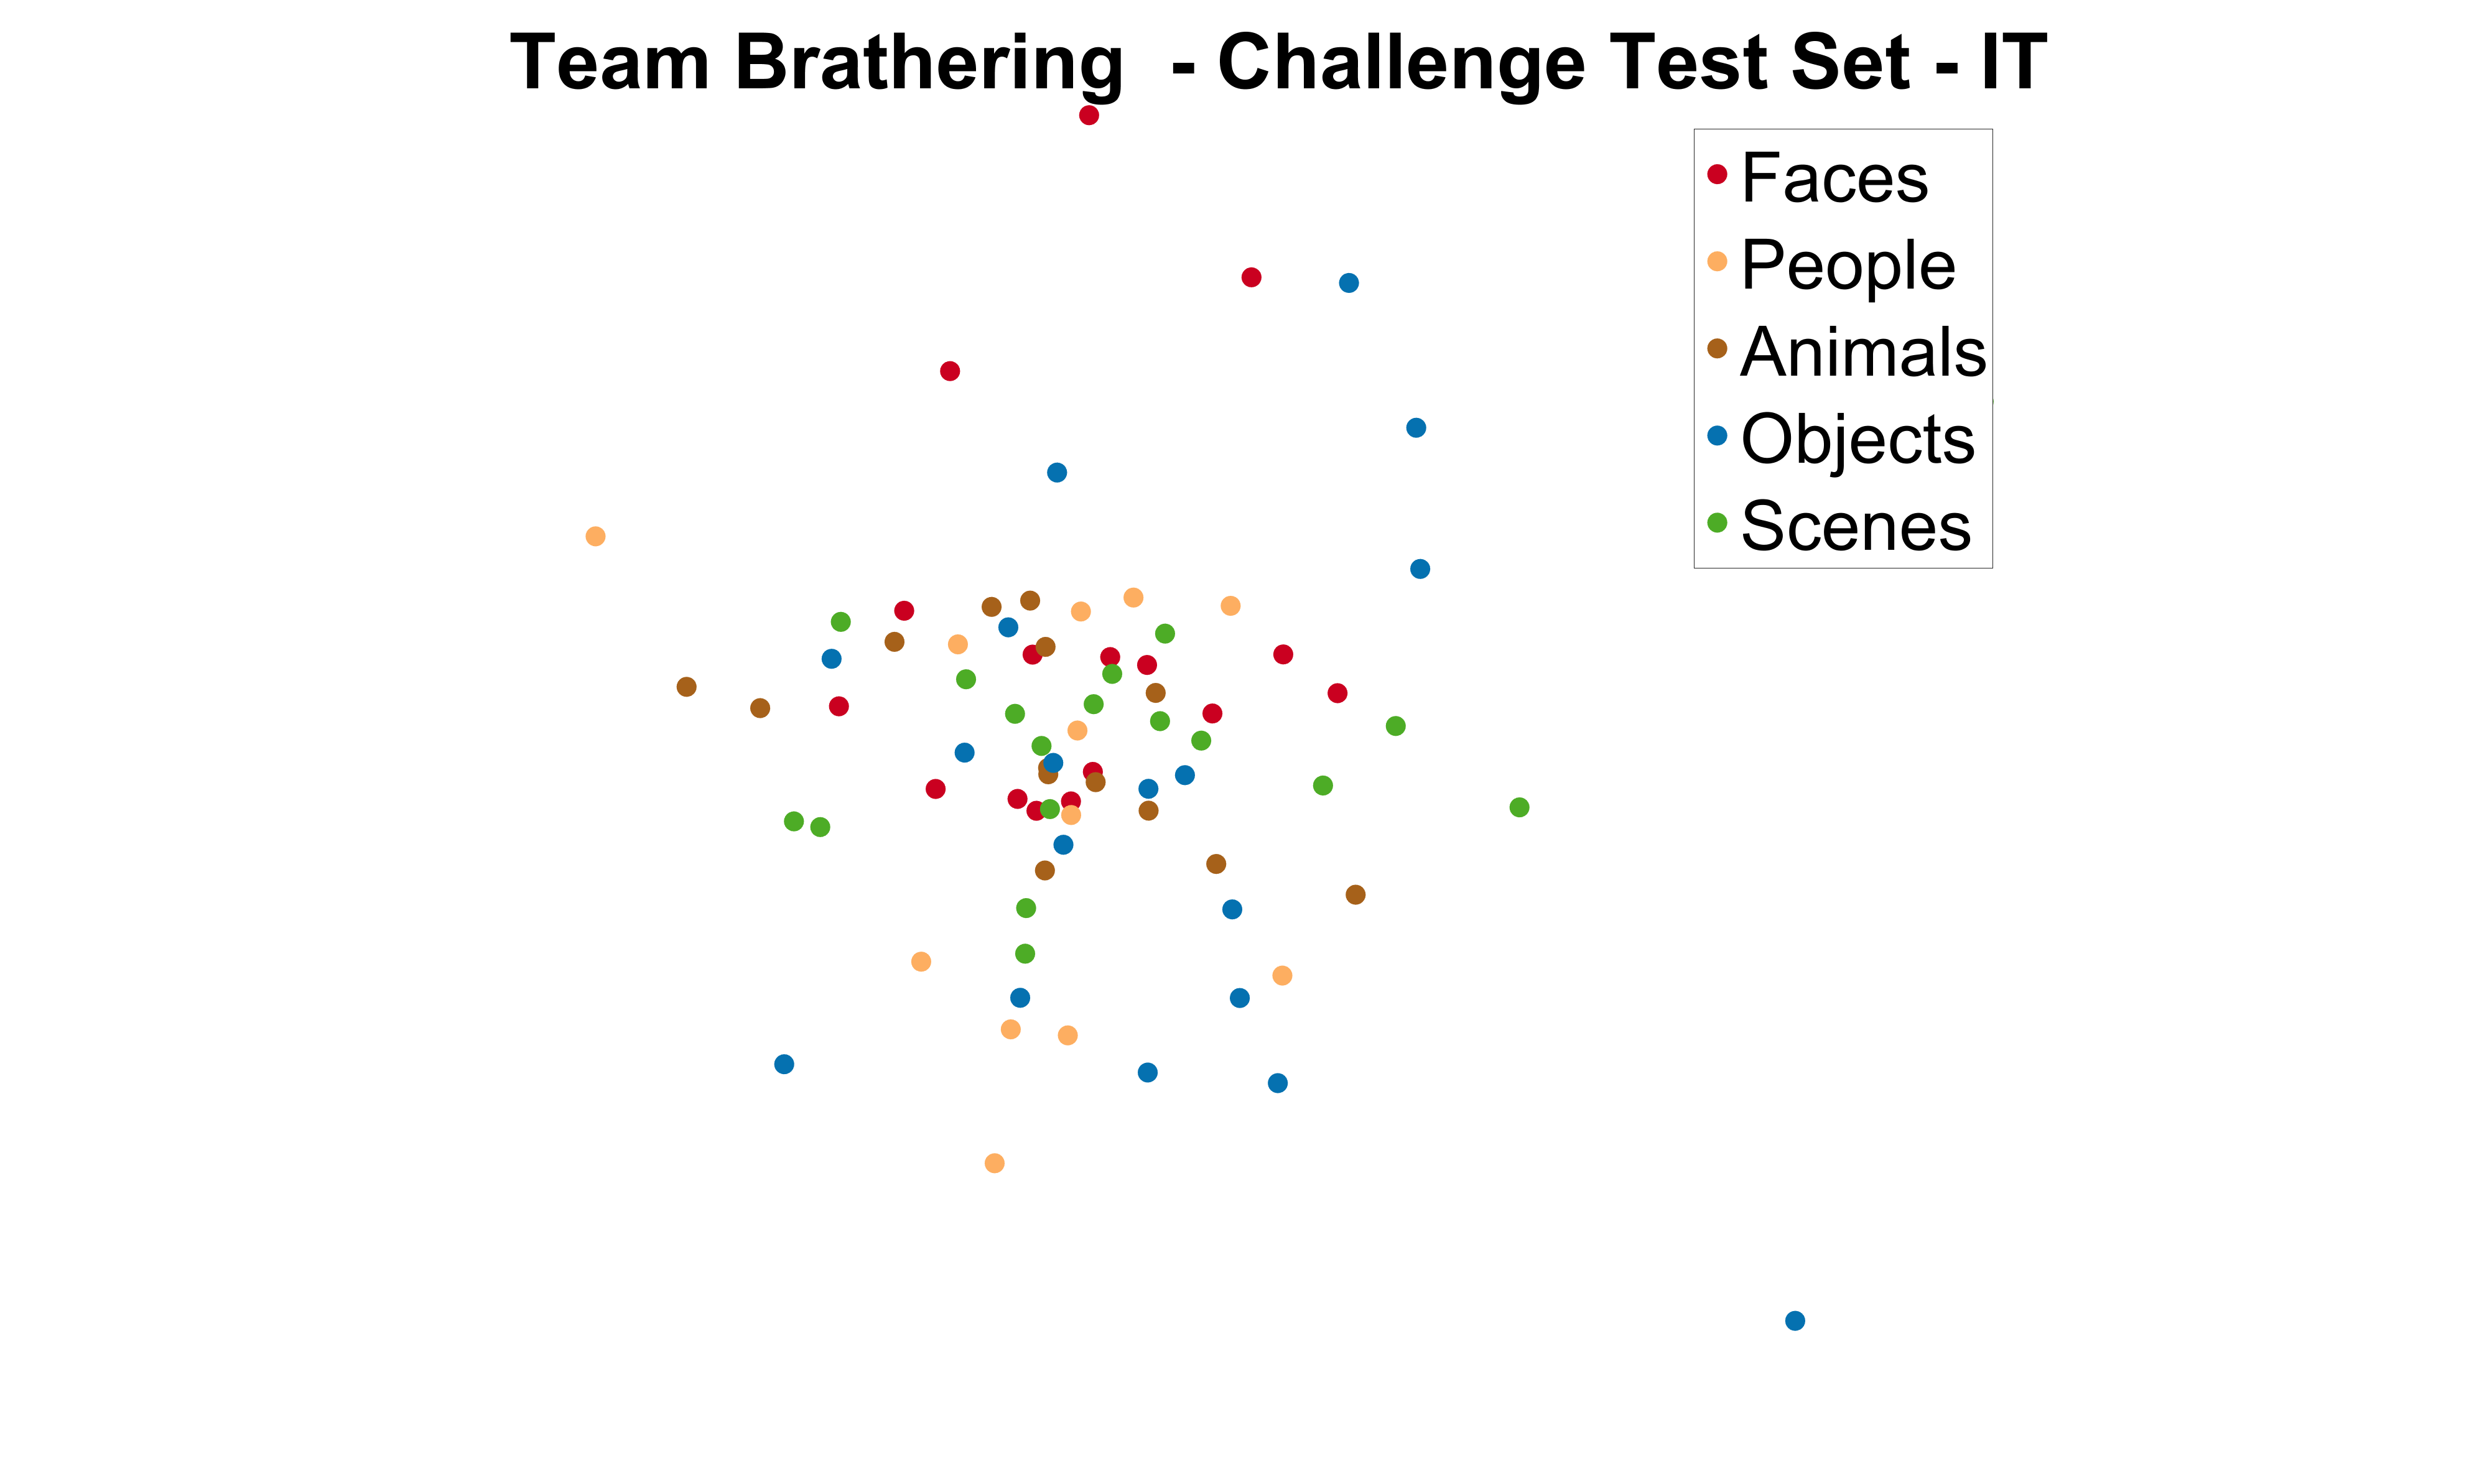 Team Brathering - Challenge Test Set - IT
Faces
People
Animals
Objects
Scenes